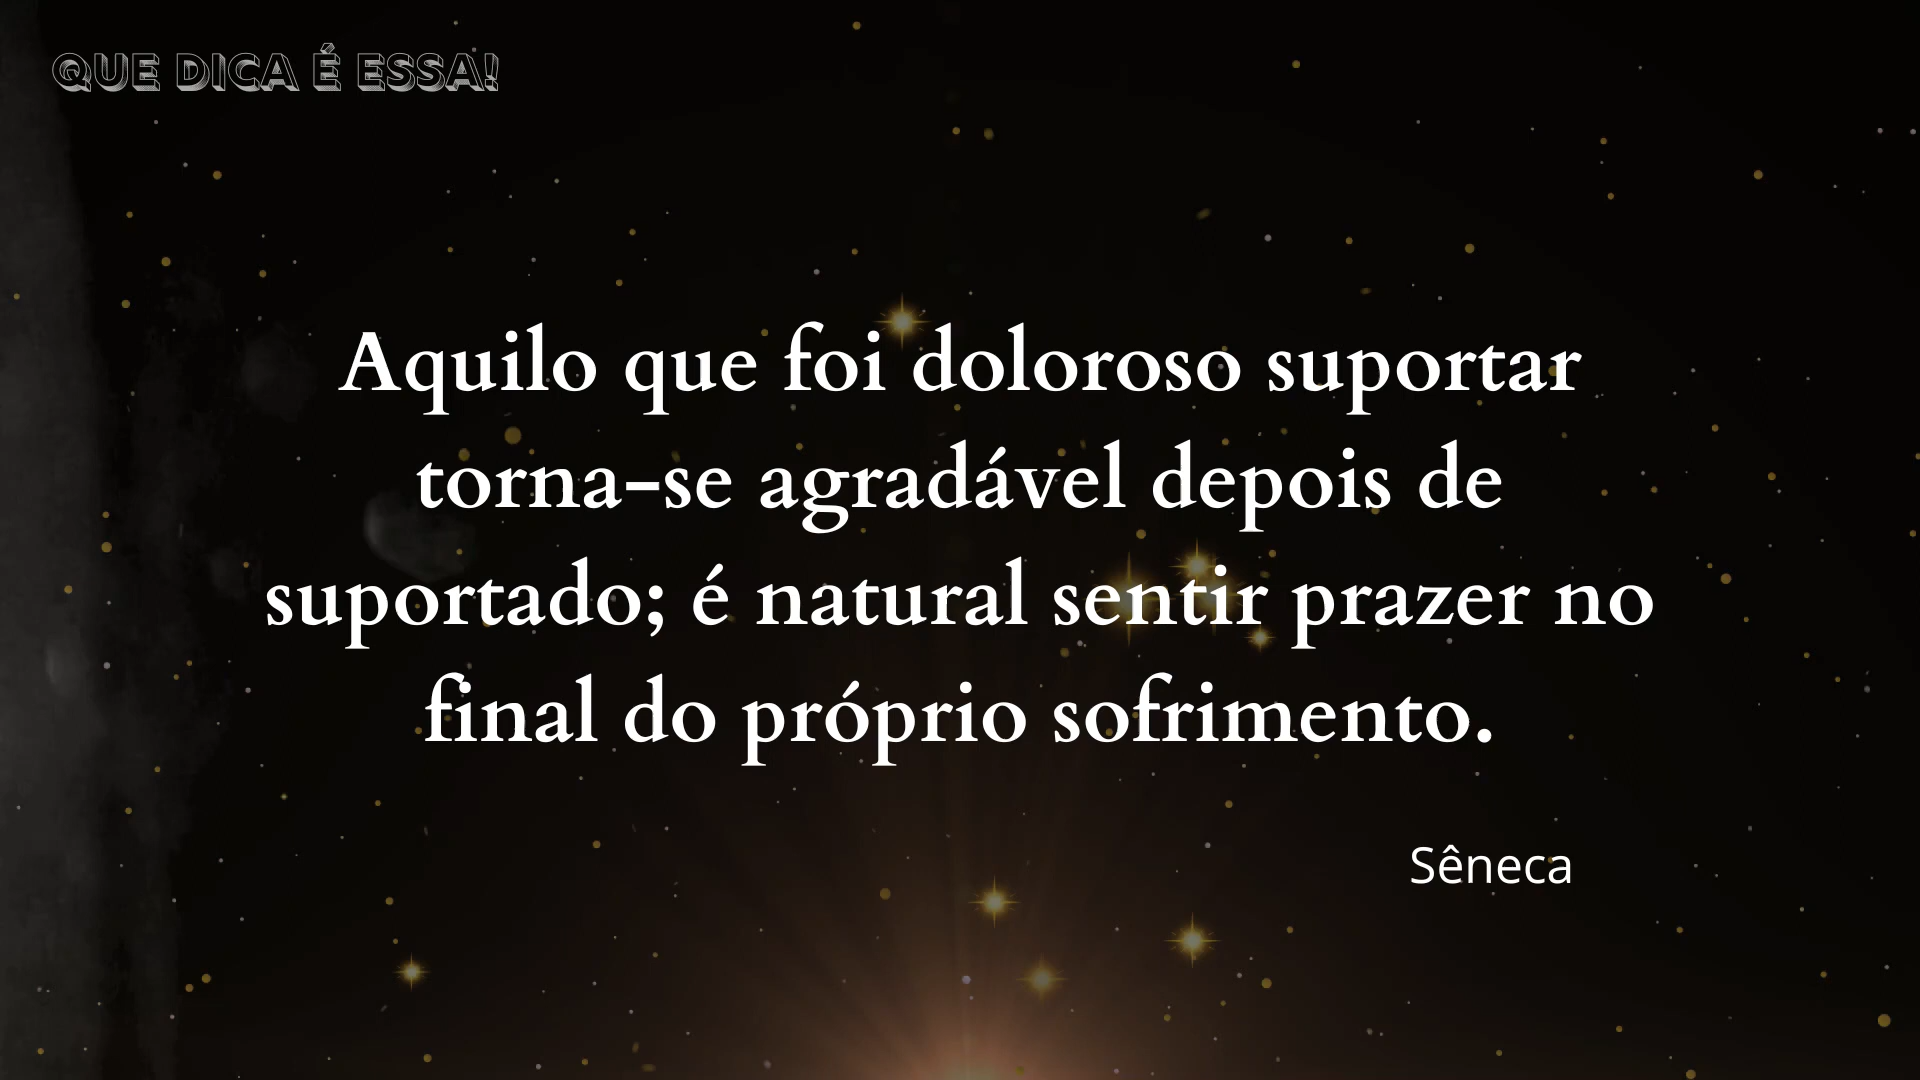 QUE DICA É ESSA!
Aquilo que foi doloroso suportar
torna-se agradável depois de
suportado; é natural sentir prazer no
final do próprio sofrimento.
Sêneca